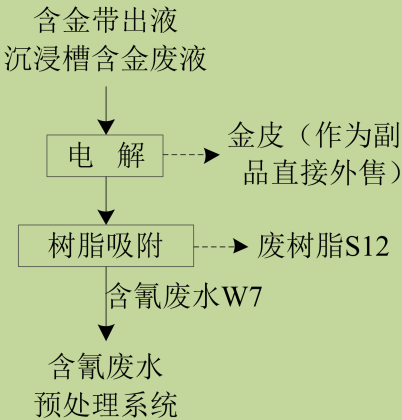 含金带出液
沉浸槽含金废液
电 解
金皮（作为副
品直接外售）
树脂吸附
废树脂S12
含氰废水W7
含氰废水
预处理系统